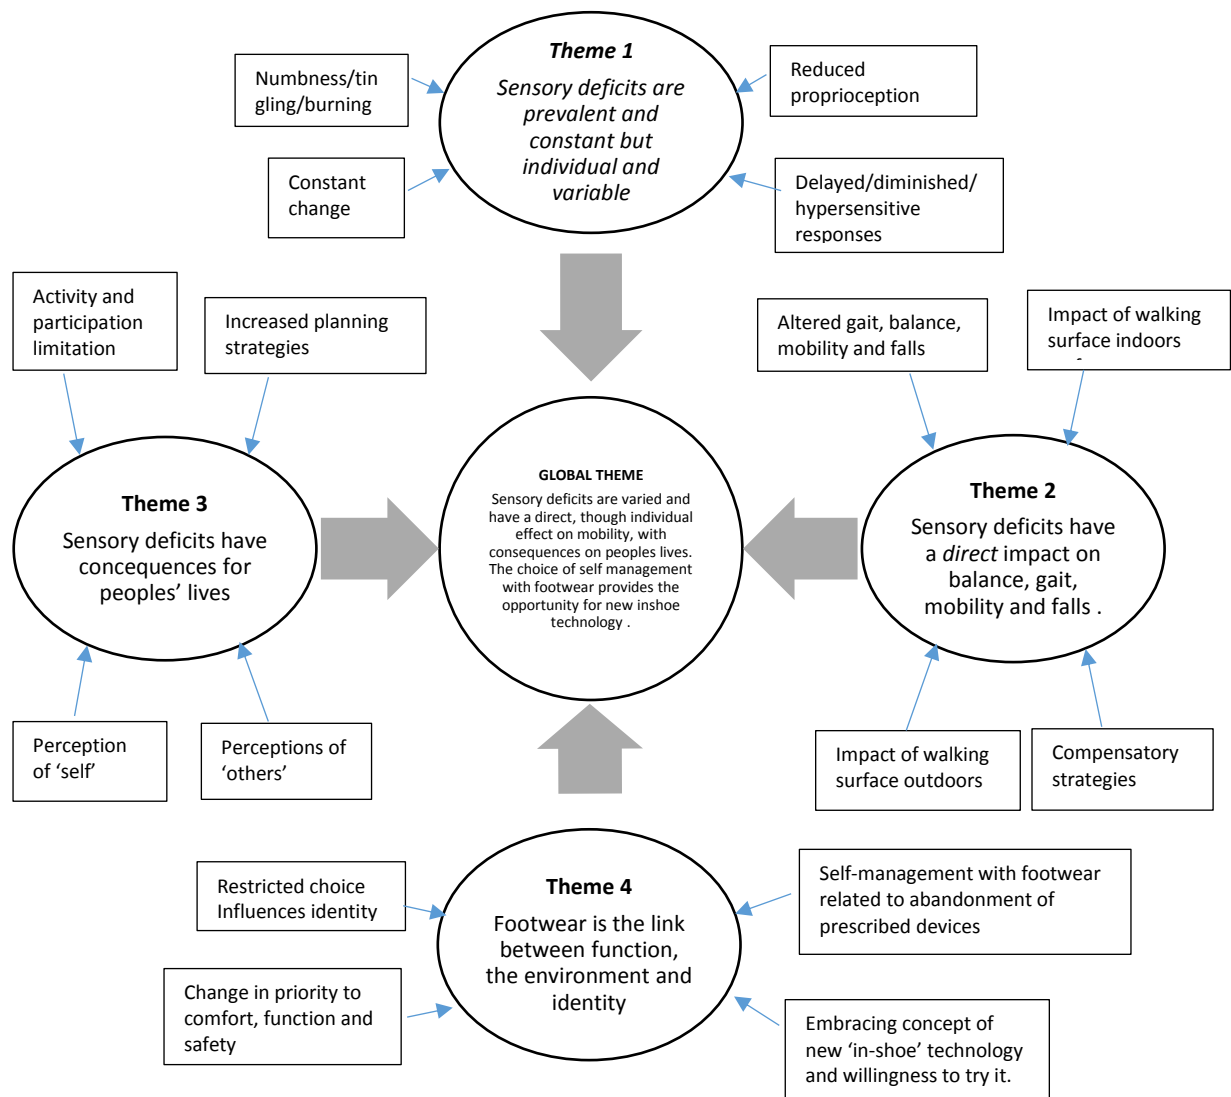 Theme 1
Sensory deficits are
prevalent and
constant but
individual and
variable
Numbness/tin
gling/burning
Reduced
proprioception
Constant
change
Delayed/diminished/
hypersensitive
responses
Activity and
participation
limitation
Increased planning
strategies
Altered gait, balance,
mobility and falls
Impact of walking
surface indoors
Theme 3
Sensory deficits have
concequences for
peoples’ lives
GLOBAL THEME
Sensory deficits are varied and
have a direct, though individual
effect on mobility, with
consequences on peoples lives.
The choice of self management
with footwear provides the
opportunity for new inshoe
technology .
Theme 2
Sensory deficits have
a direct impact on
balance, gait,
mobility and falls .
Perception
of ‘self’
Perceptions of
‘others’
Impact of walking
surface outdoors
Compensatory
strategies
Theme 4
Footwear is the link
between function,
the environment and
identity
Restricted choice
Influences identity
Self-management with footwear
related to abandonment of
prescribed devices
Change in priority to
comfort, function and
safety
Embracing concept of
new ‘in-shoe’ technology
and willingness to try it.